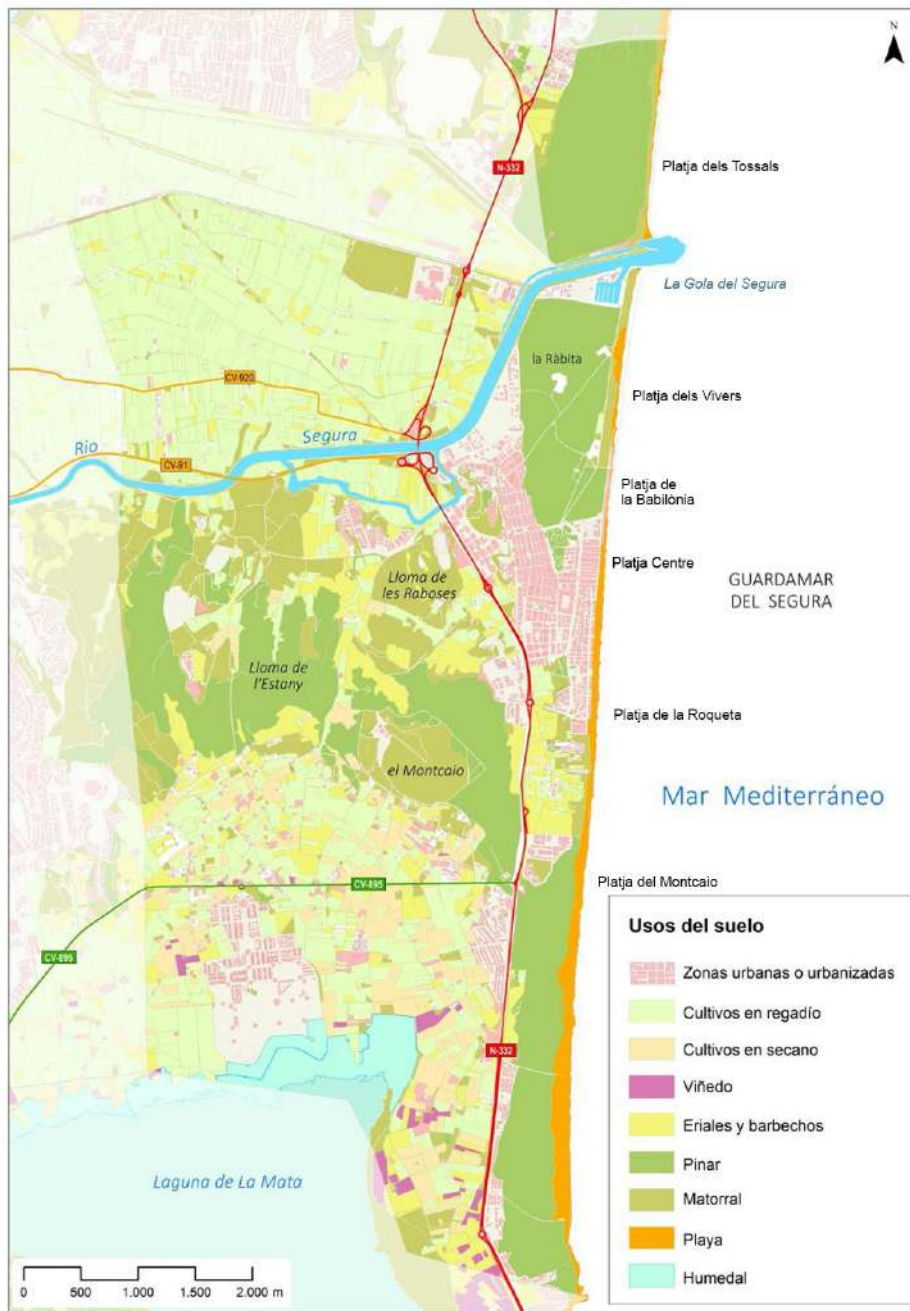 N
N-332
Platja dels Tossals
La Gola del Segura
la Ràbita
CV-920
Platja dels Vivers
Río
Segura
CV-91
Platja de
la Babilònia
Platja Centre
GUARDAMAR
DEL SEGURA
Lloma de
les Raboses
Lloma de
l'Estany
Platja de la Roqueta
el Montcaio
Mar Mediterráneo
CV-895
Platja del Montcaio
CV-895
N-332
Laguna de La Mata
0 500 1.000 1.500 2.000 m
Usos del suelo
Zonas urbanas o urbanizadas
Cultivos en regadío
Cultivos en secano
Viñedo
Eriales y barbechos
Pinar
Matorral
Playa
Humedal